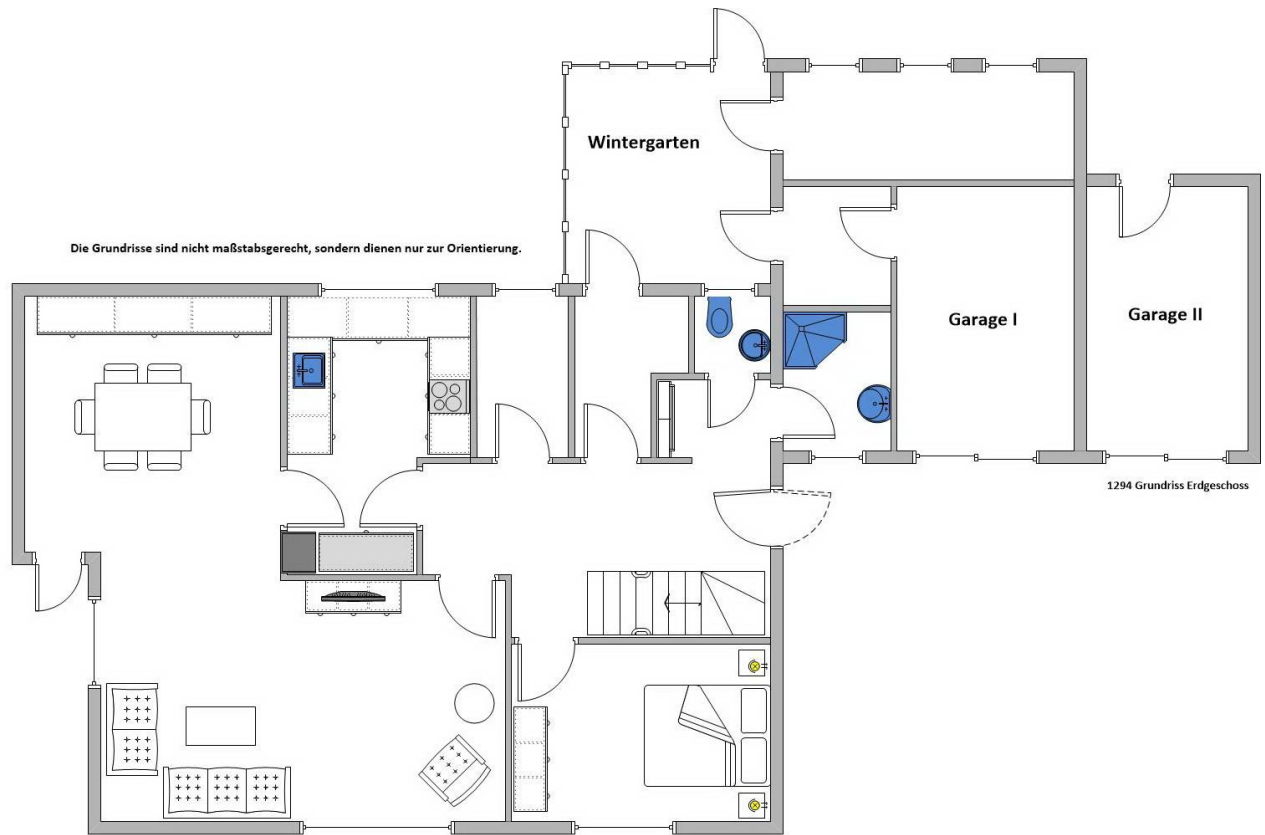 Wintergarten
Die Grundrisse sind nicht maßstabsgerecht, sondern dienen nur zur Orientierung.
Garage I
Garage II
1294 Grundriss Erdgeschoss